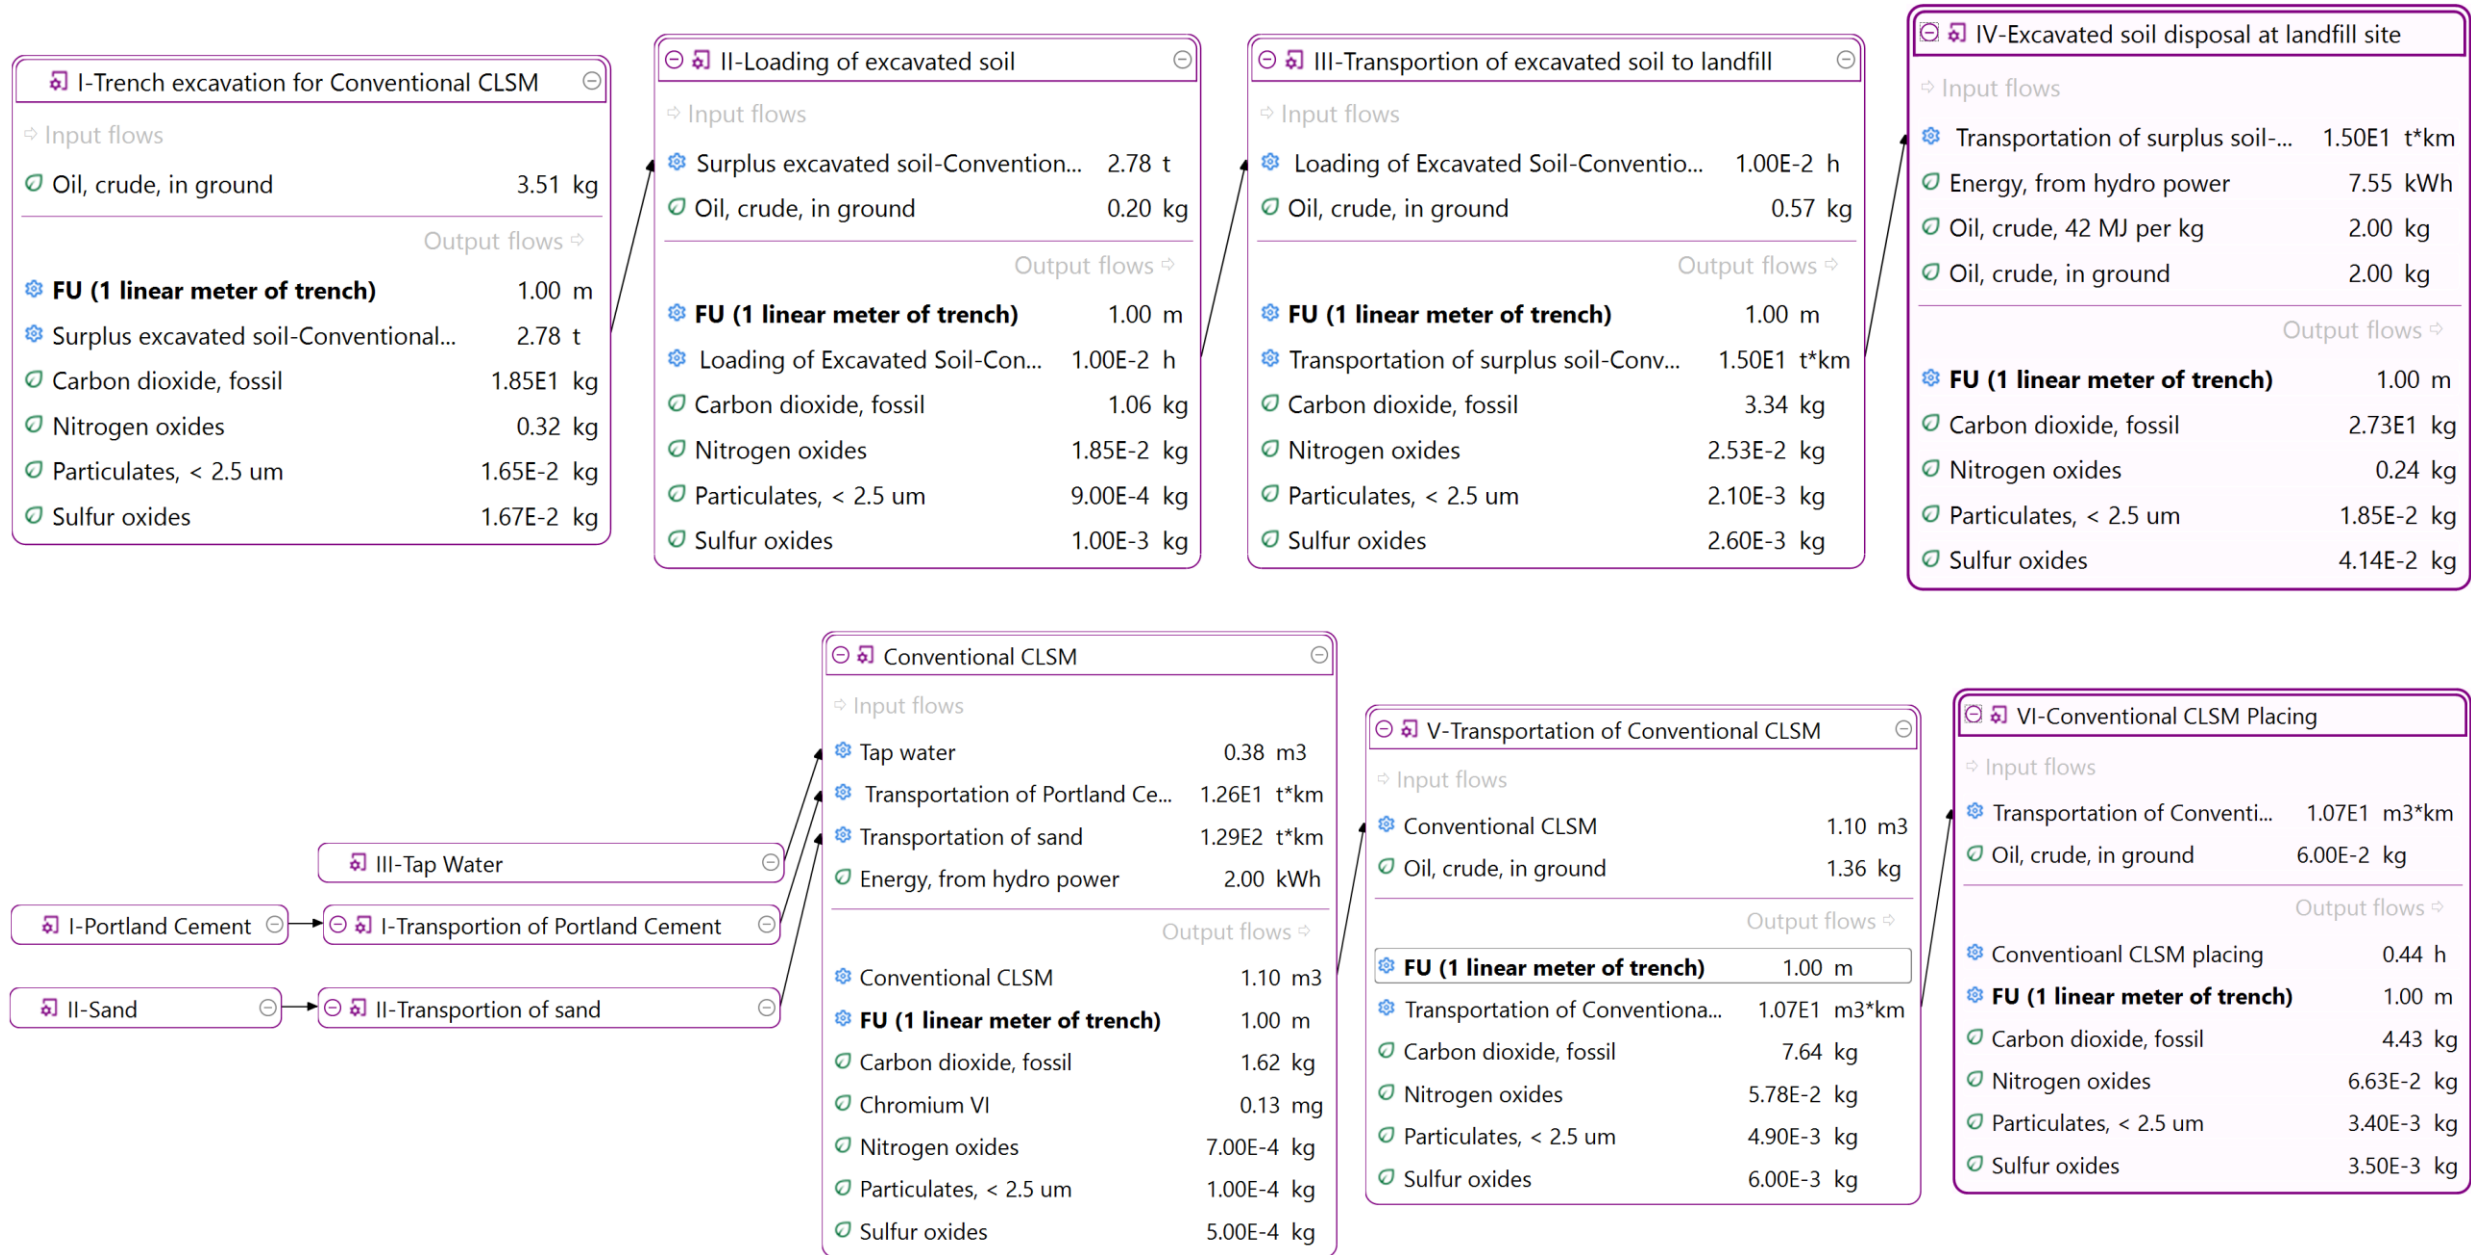 I-Trench excavation for Conventional CLSM
Input flows
Oil, crude, in ground 3.51 kg
Output flows
FU (1 linear meter of trench) 1.00 m
Surplus excavated soil-Conventional... 2.78 t
Carbon dioxide, fossil 1.85E1 kg
Nitrogen oxides 0.32 kg
Particulates, < 2.5 um 1.65E-2 kg
Sulfur oxides 1.67E-2 kg
II-Loading of excavated soil
Input flows
Surplus excavated soil-Convention... 2.78 t
Oil, crude, in ground 0.20 kg
Output flows
FU (1 linear meter of trench) 1.00 m
Loading of Excavated Soil-Con... 1.00E-2 h
Carbon dioxide, fossil 1.06 kg
Nitrogen oxides 1.85E-2 kg
Particulates, < 2.5 um 9.00E-4 kg
Sulfur oxides 1.00E-3 kg
III-Transportion of excavated soil to landfill
Input flows
Loading of Excavated Soil-Conventio... 1.00E-2 h
Oil, crude, in ground 0.57 kg
Output flows
FU (1 linear meter of trench) 1.00 m
Transportation of surplus soil-Conv... 1.50E1 t*km
Carbon dioxide, fossil 3.34 kg
Nitrogen oxides 2.53E-2 kg
Particulates, < 2.5 um 2.10E-3 kg
Sulfur oxides 2.60E-3 kg
IV-Excavated soil disposal at landfill site
Input flows
Transportation of surplus soil-... 1.50E1 t*km
Energy, from hydro power 7.55 kWh
Oil, crude, 42 MJ per kg 2.00 kg
Oil, crude, in ground 2.00 kg
Output flows
FU (1 linear meter of trench) 1.00 m
Carbon dioxide, fossil 2.73E1 kg
Nitrogen oxides 0.24 kg
Particulates, < 2.5 um 1.85E-2 kg
Sulfur oxides 4.14E-2 kg
III-Tap Water
I-Portland Cement
I-Transportion of Portland Cement
II-Sand
II-Transportion of sand
Conventional CLSM
Input flows
Tap water 0.38 m3
Transportation of Portland Ce... 1.26E1 t*km
Transportation of sand 1.29E2 t*km
Energy, from hydro power 2.00 kWh
Output flows
Conventional CLSM 1.10 m3
FU (1 linear meter of trench) 1.00 m
Carbon dioxide, fossil 1.62 kg
Chromium VI 0.13 mg
Nitrogen oxides 7.00E-4 kg
Particulates, < 2.5 um 1.00E-4 kg
Sulfur oxides 5.00E-4 kg
V-Transportation of Conventional CLSM
Input flows
Conventional CLSM 1.10 m3
Oil, crude, in ground 1.36 kg
Output flows
FU (1 linear meter of trench) 1.00 m
Transportation of Conventiona... 1.07E1 m3*km
Carbon dioxide, fossil 7.64 kg
Nitrogen oxides 5.78E-2 kg
Particulates, < 2.5 um 4.90E-3 kg
Sulfur oxides 6.00E-3 kg
VI-Conventional CLSM Placing
Input flows
Transportation of Conventi... 1.07E1 m3*km
Oil, crude, in ground 6.00E-2 kg
Output flows
Conventioanl CLSM placing 0.44 h
FU (1 linear meter of trench) 1.00 m
Carbon dioxide, fossil 4.43 kg
Nitrogen oxides 6.63E-2 kg
Particulates, < 2.5 um 3.40E-3 kg
Sulfur oxides 3.50E-3 kg